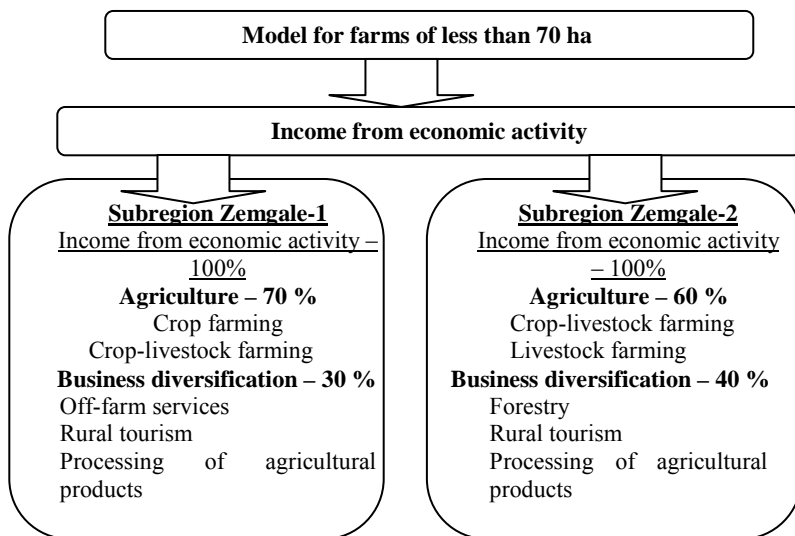 Model for farms of less than 70 ha
Income from economic activity
Subregion Zemgale-1
Income from economic activity –
100%
Agriculture – 70 %
Crop farming
Crop-livestock farming
Business diversification – 30 %
Off-farm services
Rural tourism
Processing of agricultural
products
Subregion Zemgale-2
Income from economic activity
– 100%
Agriculture – 60 %
Crop-livestock farming
Livestock farming
Business diversification – 40 %
Forestry
Rural tourism
Processing of agricultural
products